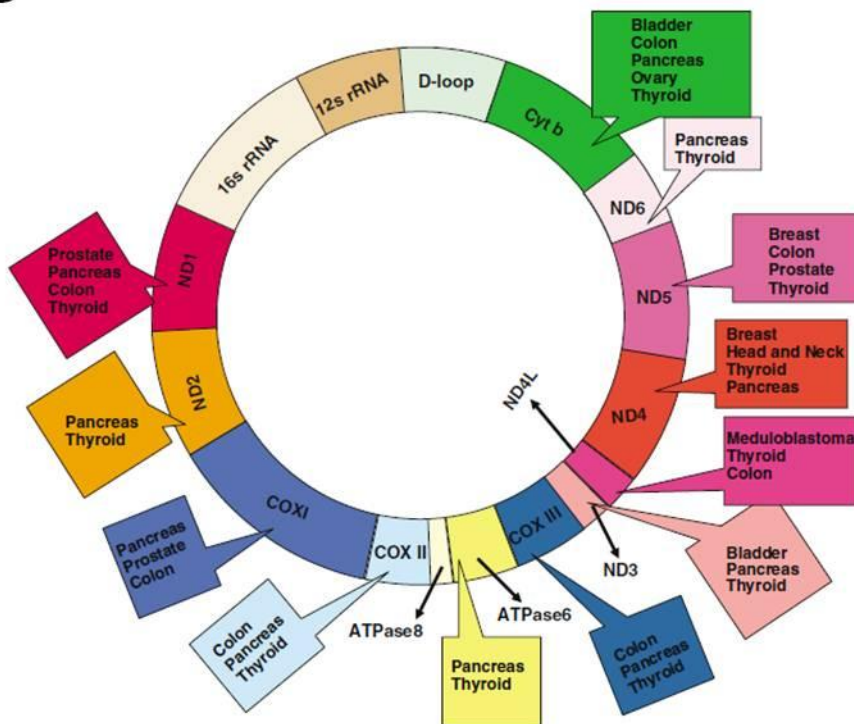 Bladder
Colon
Pancreas
Ovary
Thyroid
D-loop
12s rRNA
Cyt b
Pancreas
Thyroid
16s rRNA
ND6
Breast
Colon
Prostate
Thyroid
Prostate
Pancreas
Colon
Thyroid
ND1
ND5
Breast
Head and Neck
Thyroid
Pancreas
ND4L
ND2
ND4
Pancreas
Thyroid
Meduloblastoma
Thyroid
Colon
COXI
COX III
COX II
Pancreas
Prostate
Colon
Bladder
Pancreas
Thyroid
ND3
ATPase6
ATPase8
Colon
Pancreas
Thyroid
Pancreas
Thyroid
Colon
Pancreas
Thyroid